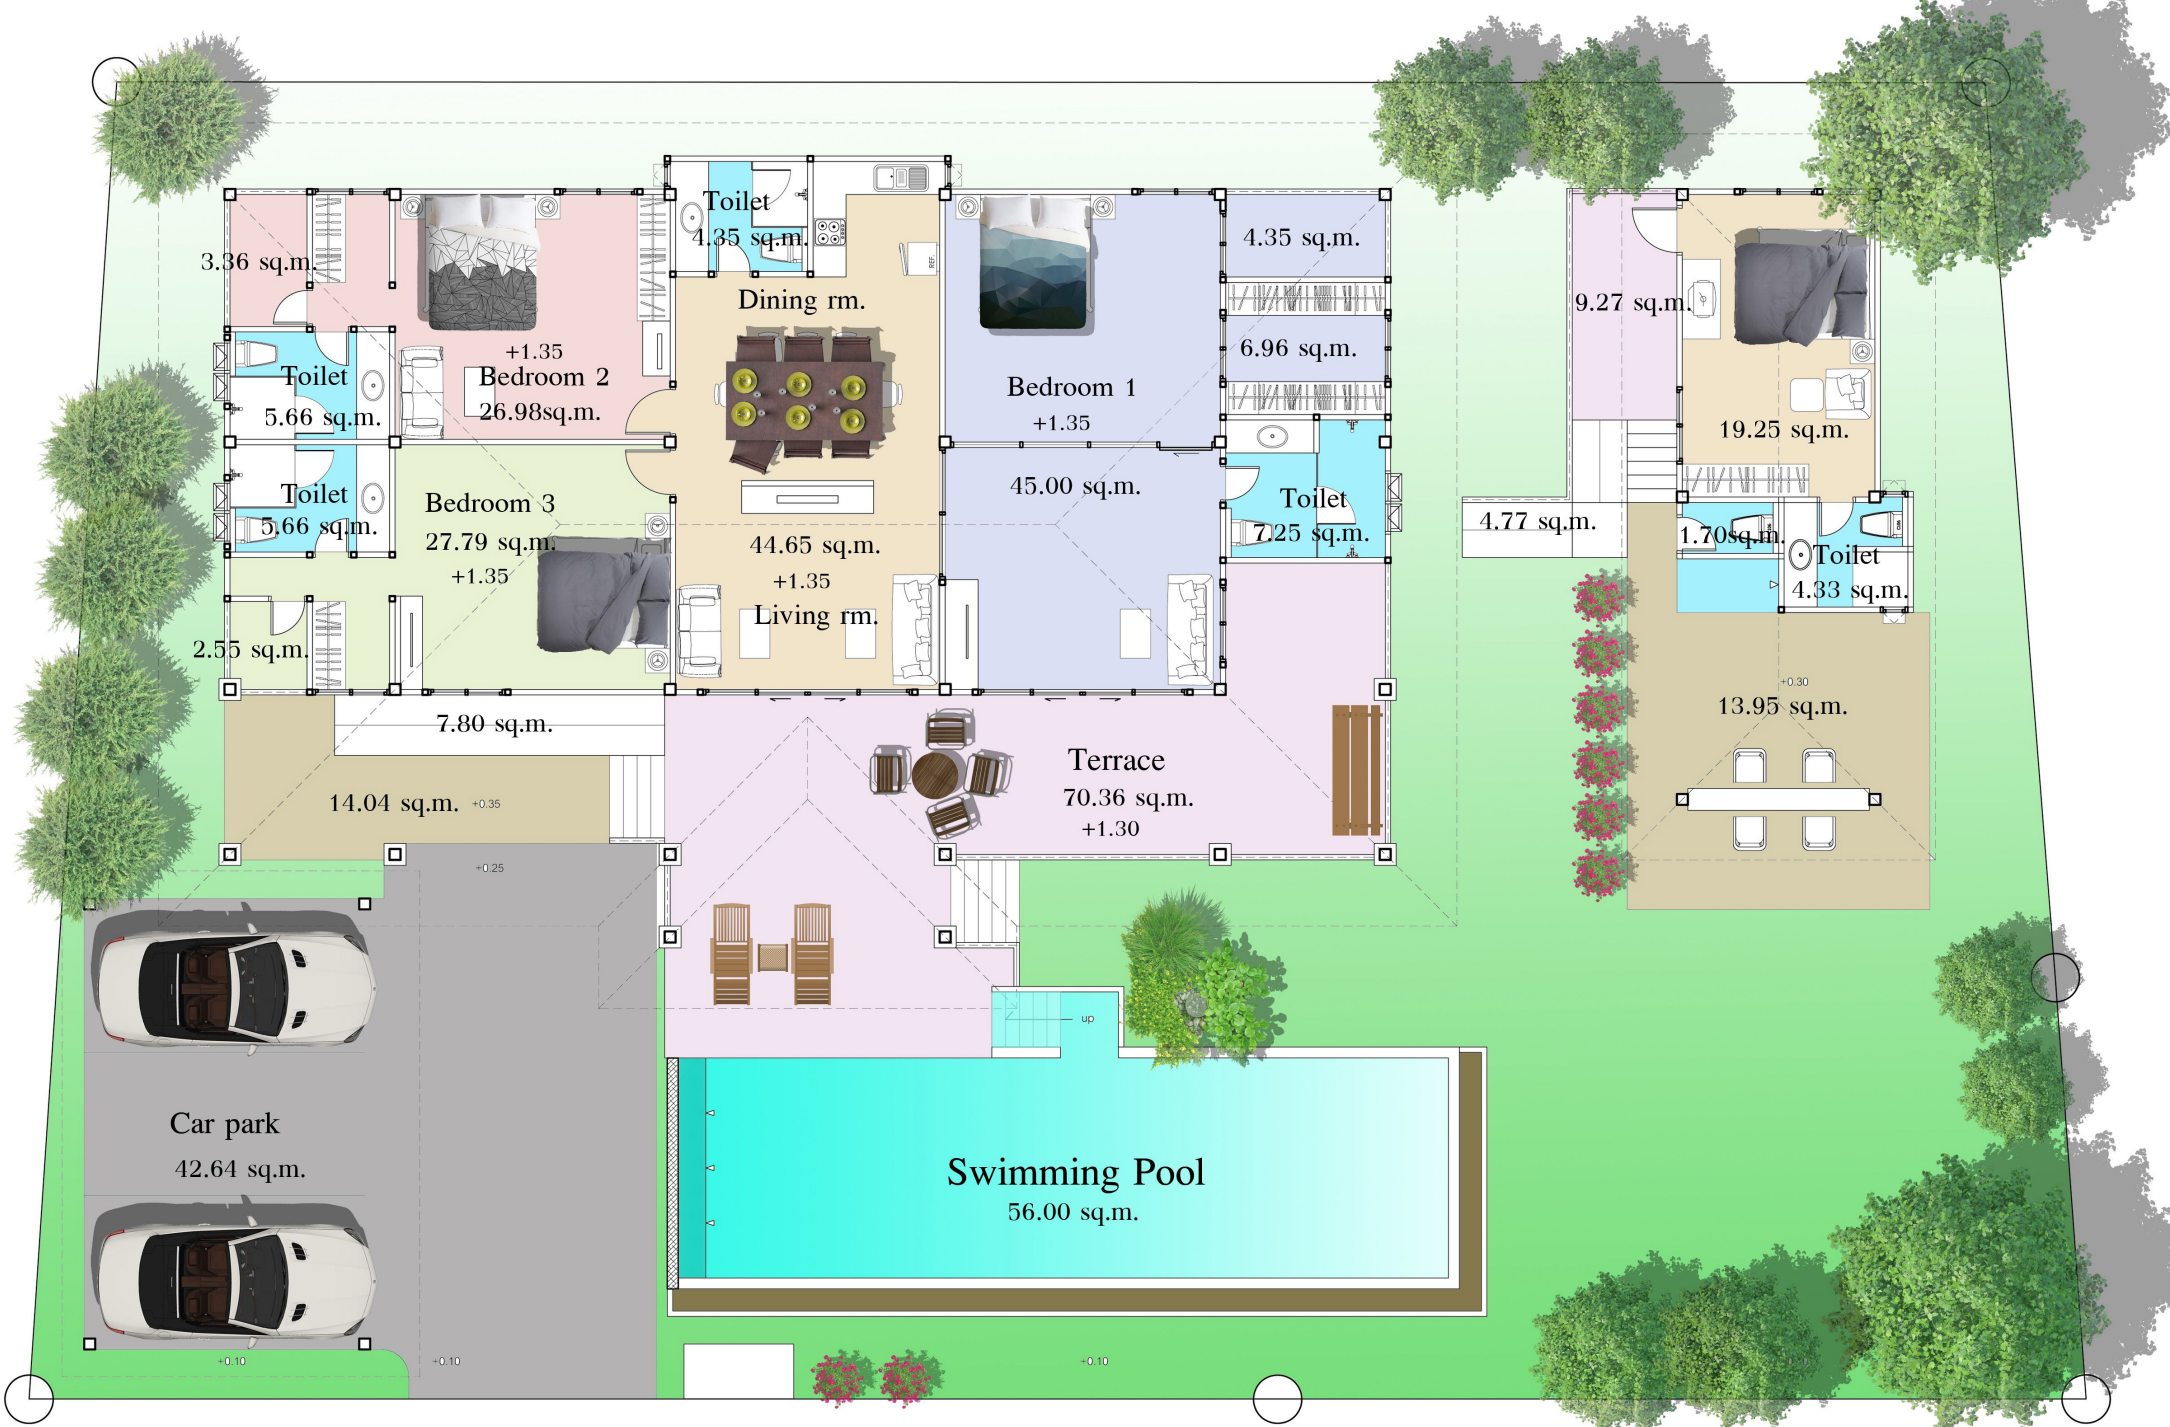 Toilet
4.35 sq.m.
REF.
3.36 sq.m.
4.35 sq.m.
Dining rm.
9.27 sq.m.
+1.35
Bedroom 2
26.98sq.m.
6.96 sq.m.
Bedroom 1
+1.35
Toilet
5.66 sq.m.
19.25 sq.m.
Toilet
5.66 sq.m.
Bedroom 3
27.79 sq.m.
+1.35
45.00 sq.m.
Toilet
7.25 sq.m.
4.77 sq.m.
1.70sq.m.
Toilet
4.33 sq.m.
44.65 sq.m.
+1.35
Living rm.
2.55 sq.m.
7.80 sq.m.
+0.30
13.95 sq.m.
Terrace
70.36 sq.m.
+1.30
14.04 sq.m.
+0.35
+0.25
up
Car park
42.64 sq.m.
Swimming Pool
56.00 sq.m.
+0.10
+0.10
+0.10